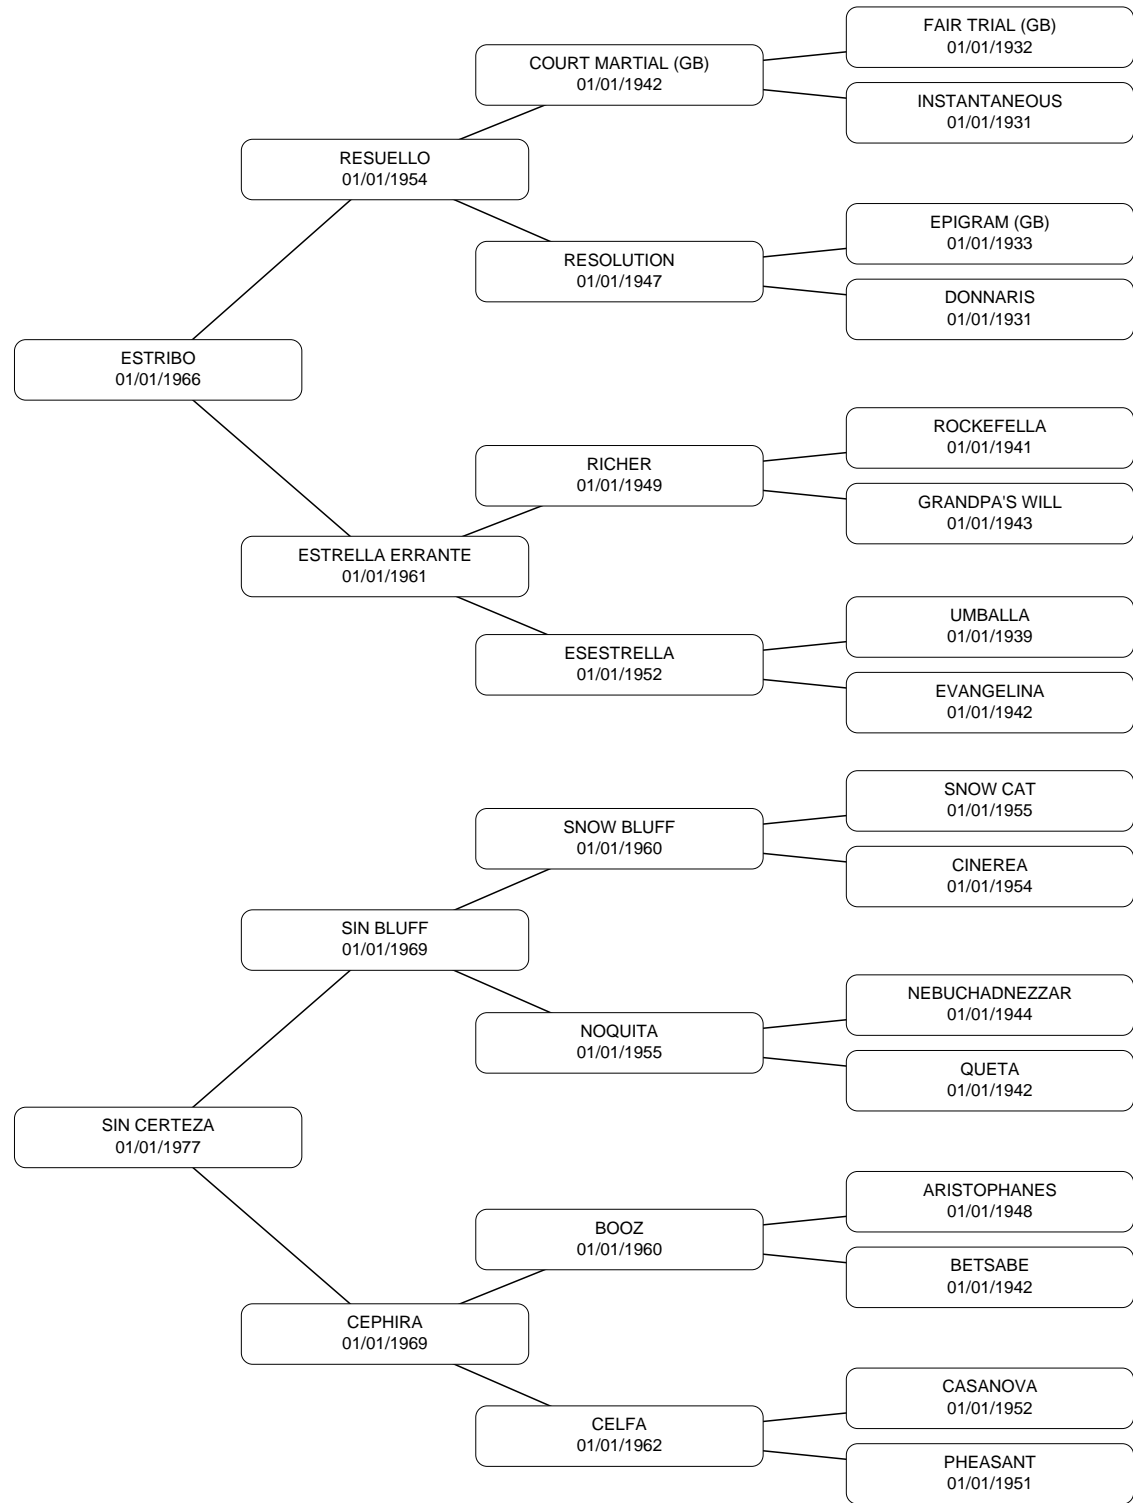 FAIR TRIAL (GB)
01/01/1932
COURT MARTIAL (GB)
01/01/1942
INSTANTANEOUS
01/01/1931
RESUELLO
01/01/1954
EPIGRAM (GB)
01/01/1933
RESOLUTION
01/01/1947
DONNARIS
01/01/1931
ESTRIBO
01/01/1966
ROCKEFELLA
01/01/1941
RICHER
01/01/1949
GRANDPA'S WILL
01/01/1943
ESTRELLA ERRANTE
01/01/1961
UMBALLA
01/01/1939
ESESTRELLA
01/01/1952
EVANGELINA
01/01/1942
SNOW CAT
01/01/1955
SNOW BLUFF
01/01/1960
CINEREA
01/01/1954
SIN BLUFF
01/01/1969
NEBUCHADNEZZAR
01/01/1944
NOQUITA
01/01/1955
QUETA
01/01/1942
SIN CERTEZA
01/01/1977
ARISTOPHANES
01/01/1948
BOOZ
01/01/1960
BETSABE
01/01/1942
CEPHIRA
01/01/1969
CASANOVA
01/01/1952
CELFA
01/01/1962
PHEASANT
01/01/1951